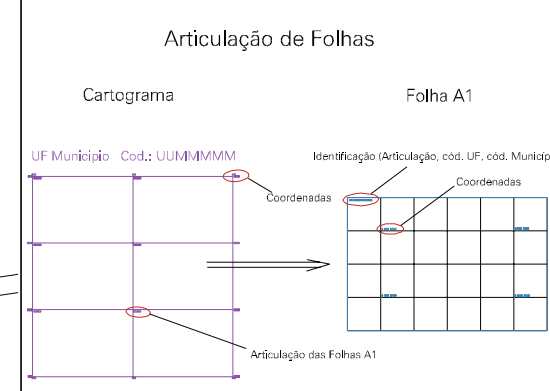 Articulação de Folhas
Cartograma
Folha A1
UF Municipio Cod.: UUMMMMM
Identificação (Articulação, cód. UF, cód. Municíp
Coordenadas
Coordenadas
Articulação das Folhas A1